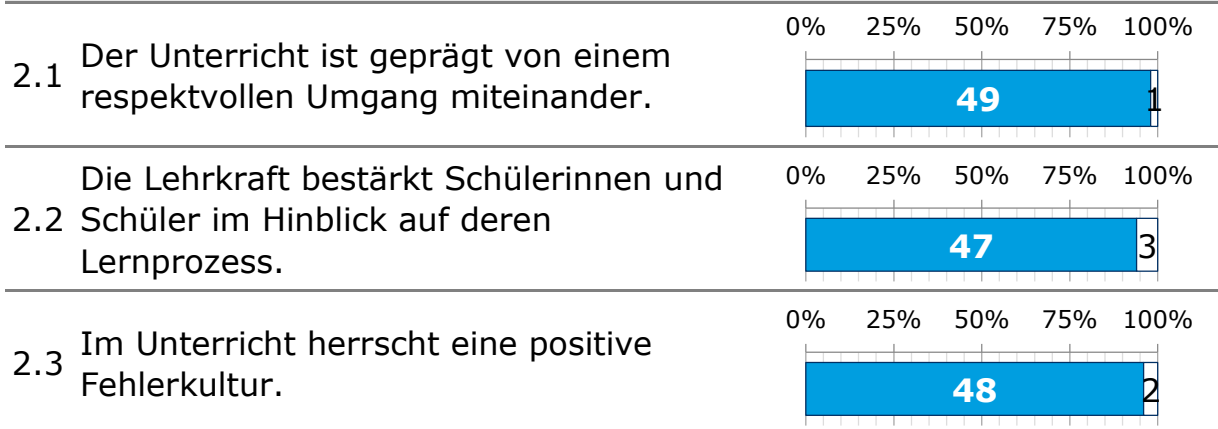 0% 25% 50% 75% 100%
2.1 Der Unterricht ist geprägt von einem
respektvollen Umgang miteinander.
49 1
Die Lehrkraft bestärkt Schülerinnen und
2.2 Schüler im Hinblick auf deren
Lernprozess.
0% 25% 50% 75% 100%
47 3
0% 25% 50% 75% 100%
2.3 Im Unterricht herrscht eine positive
Fehlerkultur.
48 2